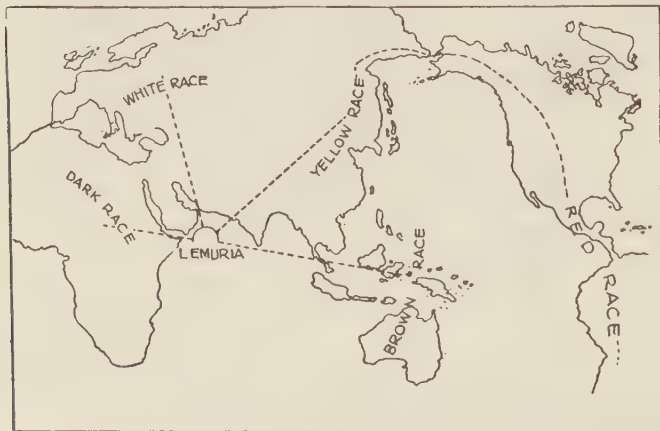 WHITE RACE
YELLOW RACE
DARK RACE
LEMURIA
BROWN RACE
RED RACE